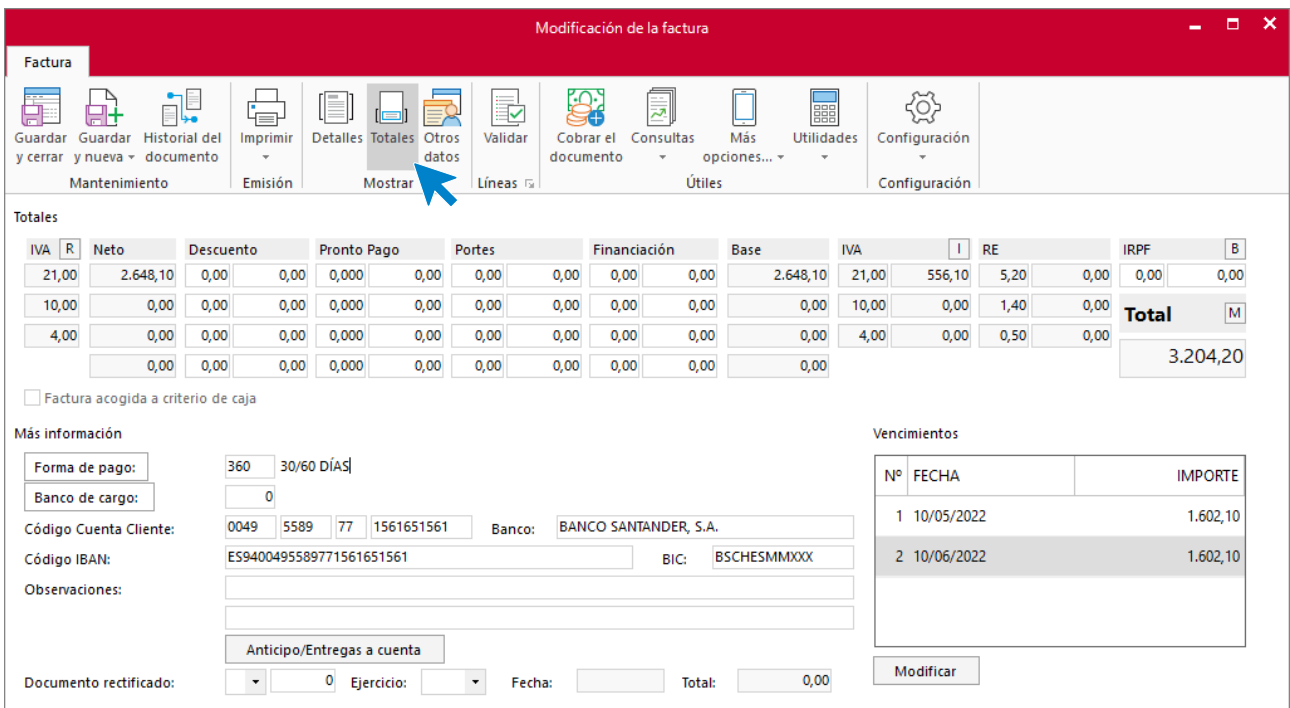 Modificación de la factura
Factura
Guardar y cerrar
Guardar y nueva
Historial del documento
Mantenimiento
Imprimir
Emisión
Detalles
Totales
Otros datos
Mostrar
Validar
Líneas
Cobrar el documento
Consultas
Más opciones...
Utilidades
Útiles
Configuración
Configuración
Totales
IVA R Neto Descuento Pronto Pago Portes Financiación Base IVA I RE IRPF B
21,00 2.648,10 0,00 0,00 0,000 0,00 0,00 0,00 0,00 0,00 2.648,10 21,00 556,10 5,20 0,00 0,00 0,00
10,00 0,00 0,00 0,00 0,000 0,00 0,00 0,00 0,00 0,00 0,00 10,00 0,00 1,40 0,00
Total M
4,00 0,00 0,00 0,00 0,000 0,00 0,00 0,00 0,00 0,00 0,00 4,00 0,00 0,50 0,00
0,00 0,00 0,00 0,000 0,00 0,00 0,00 0,00 0,00 0,00
3.204,20
Factura acogida a criterio de caja
Más información
Forma de pago: 360 30/60 DÍAS
Banco de cargo: 0
Código Cuenta Cliente: 0049 5589 77 1561651561 Banco: BANCO SANTANDER, S.A.
Código IBAN: ES9400495589771561651561 BIC: BSCHESMMXXX
Observaciones:
Anticipo/Entregas a cuenta
Documento rectificado: 0 Ejercicio: Fecha: Total: 0,00
Vencimientos
Nº FECHA IMPORTE
1 10/05/2022 1.602,10
2 10/06/2022 1.602,10
Modificar